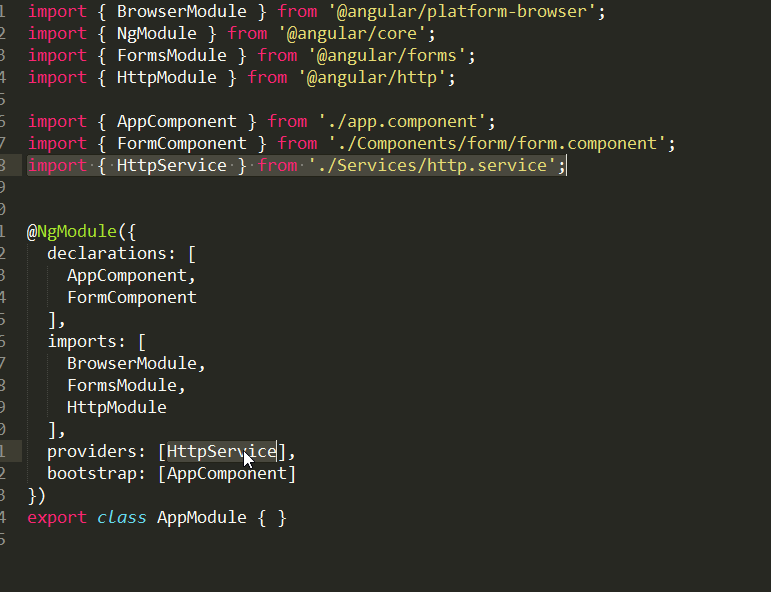 1 import { BrowserModule } from '@angular/platform-browser';
2 import { NgModule } from '@angular/core';
3 import { FormsModule } from '@angular/forms';
4 import { HttpModule } from '@angular/http';
5
6 import { AppComponent } from './app.component';
7 import { FormComponent } from './Components/form/form.component';
8 import { HttpService } from './Services/http.service';
9
0
1 @NgModule({
2 declarations: [
3 AppComponent,
4 FormComponent
5 ],
6 imports: [
7 BrowserModule,
8 FormsModule,
9 HttpModule
0 ],
1 providers: [HttpService],
2 bootstrap: [AppComponent]
3 })
4 export class AppModule { }
5